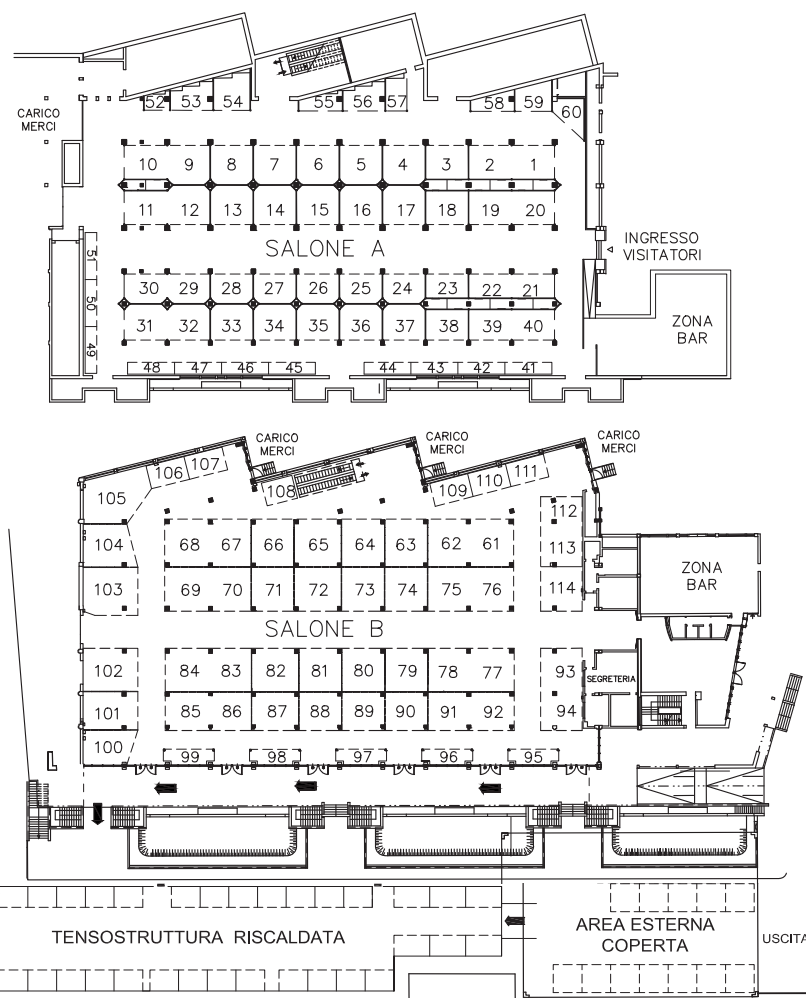 52 53 54 55 56 57 58 59 60
CARICO
MERCI
10 9 8 7 6 5 4 3 2 1
11 12 13 14 15 16 17 18 19 20
SALONE A
INGRESSO
VISITATORI
51
50
49
30 29 28 27 26 25 24 23 22 21
31 32 33 34 35 36 37 38 39 40
ZONA
BAR
48 47 46 45 44 43 42 41
CARICO
MERCI
CARICO
MERCI
CARICO
MERCI
105 106 107 108 109 110 111
112
104 68 67 66 65 64 63 62 61 113
103 69 70 71 72 73 74 75 76 114
ZONA
BAR
SALONE B
102 84 83 82 81 80 79 78 77 93
SEGRETERIA
101 85 86 87 88 89 90 91 92 94
100 99 98 97 96 95
TENSOSTRUTTURA RISCALDATA
AREA ESTERNA
COPERTA
USCITA